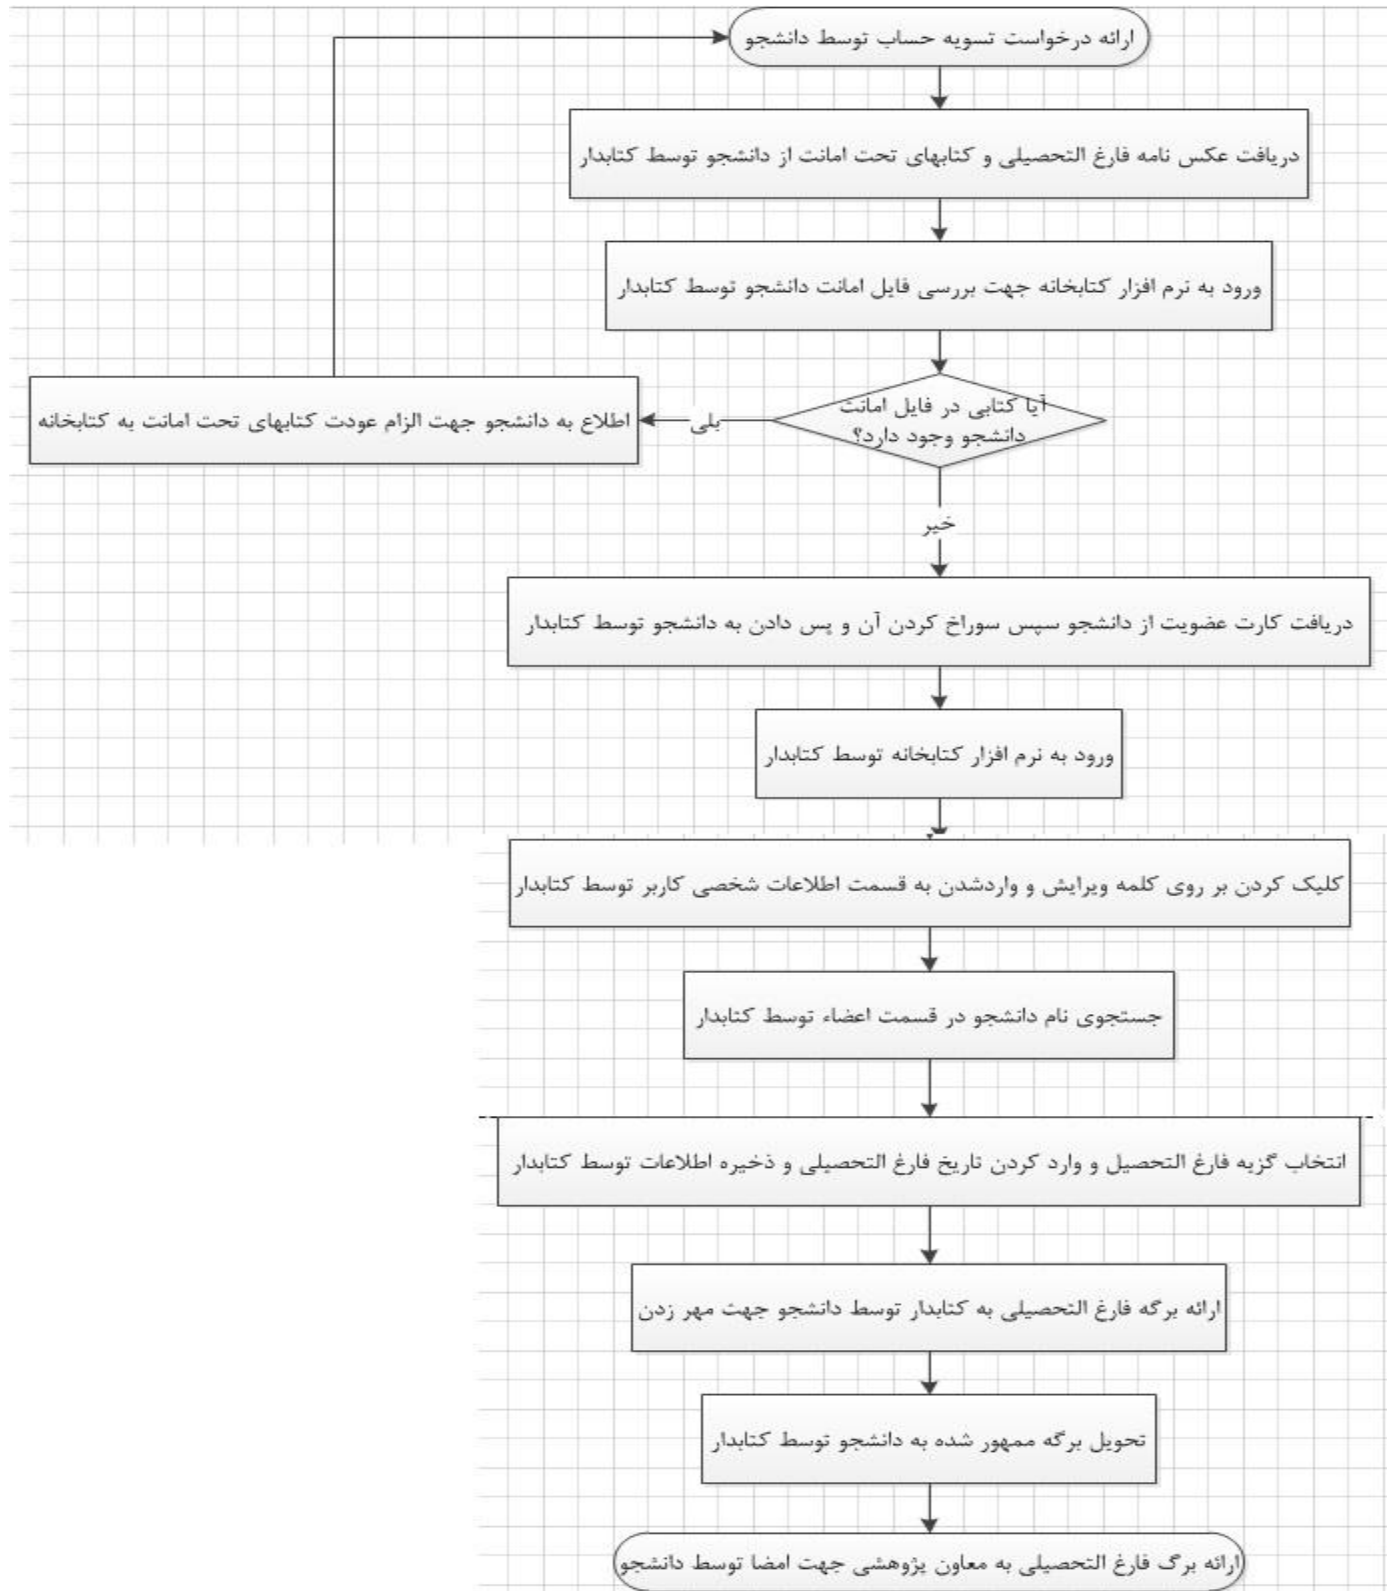 ارائه درخواست تسویه حساب توسط دانشجو
دریافت عکس نامه فارغ التحصیلی و کتابهای تحت امانت از دانشجو توسط کتابدار
ورود به نرم افزار کتابخانه جهت بررسی فایل امانت دانشجو توسط کتابدار
آیا کتابی در فایل امانت
دانشجو وجود دارد؟
بلی
اطلاع به دانشجو جهت الزام عودت کتابهای تحت امانت به کتابخانه
خیر
دریافت کارت عضویت از دانشجو سپس سوراخ کردن آن و پس دادن به دانشجو توسط کتابدار
ورود به نرم افزار کتابخانه توسط کتابدار
کلیک کردن بر روی کلمه ویرایش و واردشدن به قسمت اطلاعات شخصی کاربر توسط کتابدار
جستجوی نام دانشجو در قسمت اعضاء توسط کتابدار
انتخاب گزیه فارغ التحصیل و وارد کردن تاریخ فارغ التحصیلی و ذخیره اطلاعات توسط کتابدار
ارائه برگه فارغ التحصیلی به کتابدار توسط دانشجو جهت مهر زدن
تحویل برگه ممهور شده به دانشجو توسط کتابدار
ارائه برگ فارغ التحصیلی به معاون پژوهشی جهت امضا توسط دانشجو